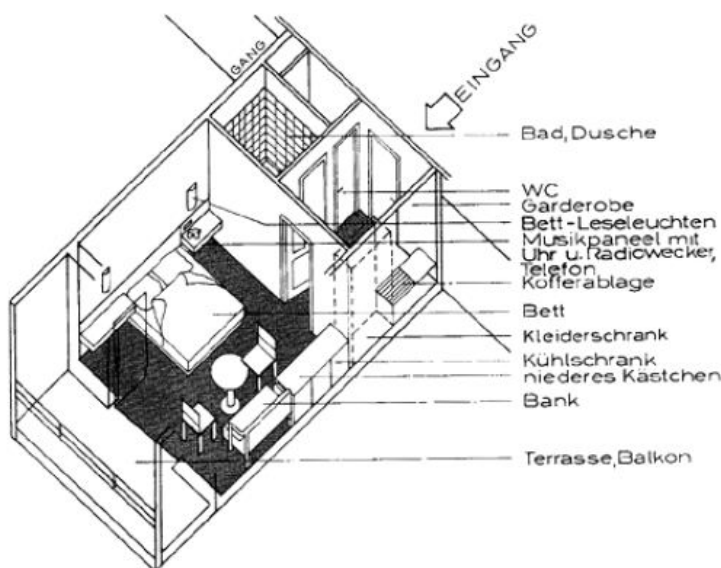 GANG
EINGANG
Bad, Dusche
WC
Garderobe
Bett-Leseleuchten
Musikpaneel mit
Uhr u. Radiowecker,
Telefon
Kofferablage
Bett
Kleiderschrank
Kühlschrank
niederes Kästchen
Bank
Terrasse, Balkon